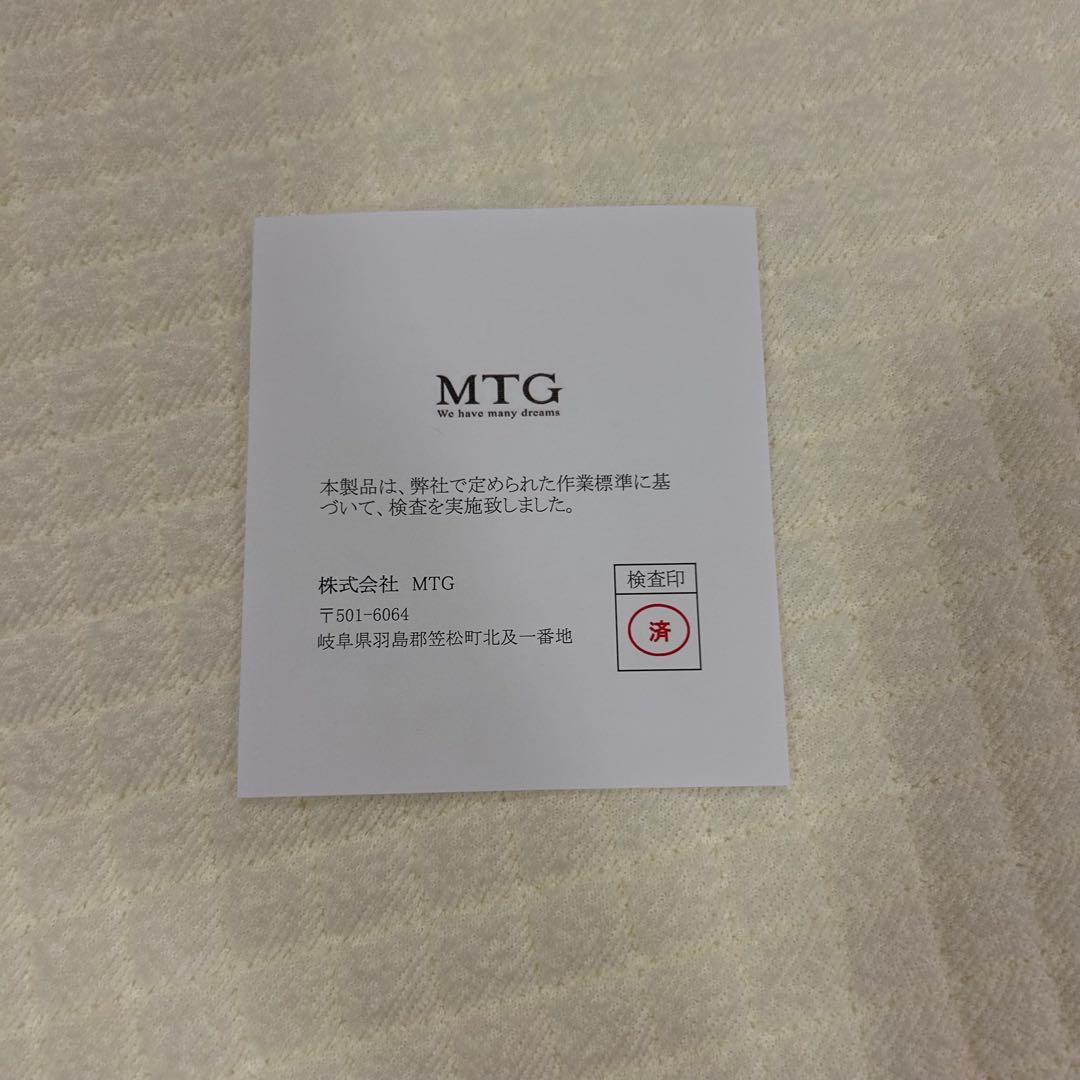 MTG
We have many dreams
本製品は、弊社で定められた作業標準に基
づいて、検査を実施致しました。
株式会社 MTG
〒501-6064
岐阜県羽島郡笠松町北及一番地
検査印
済